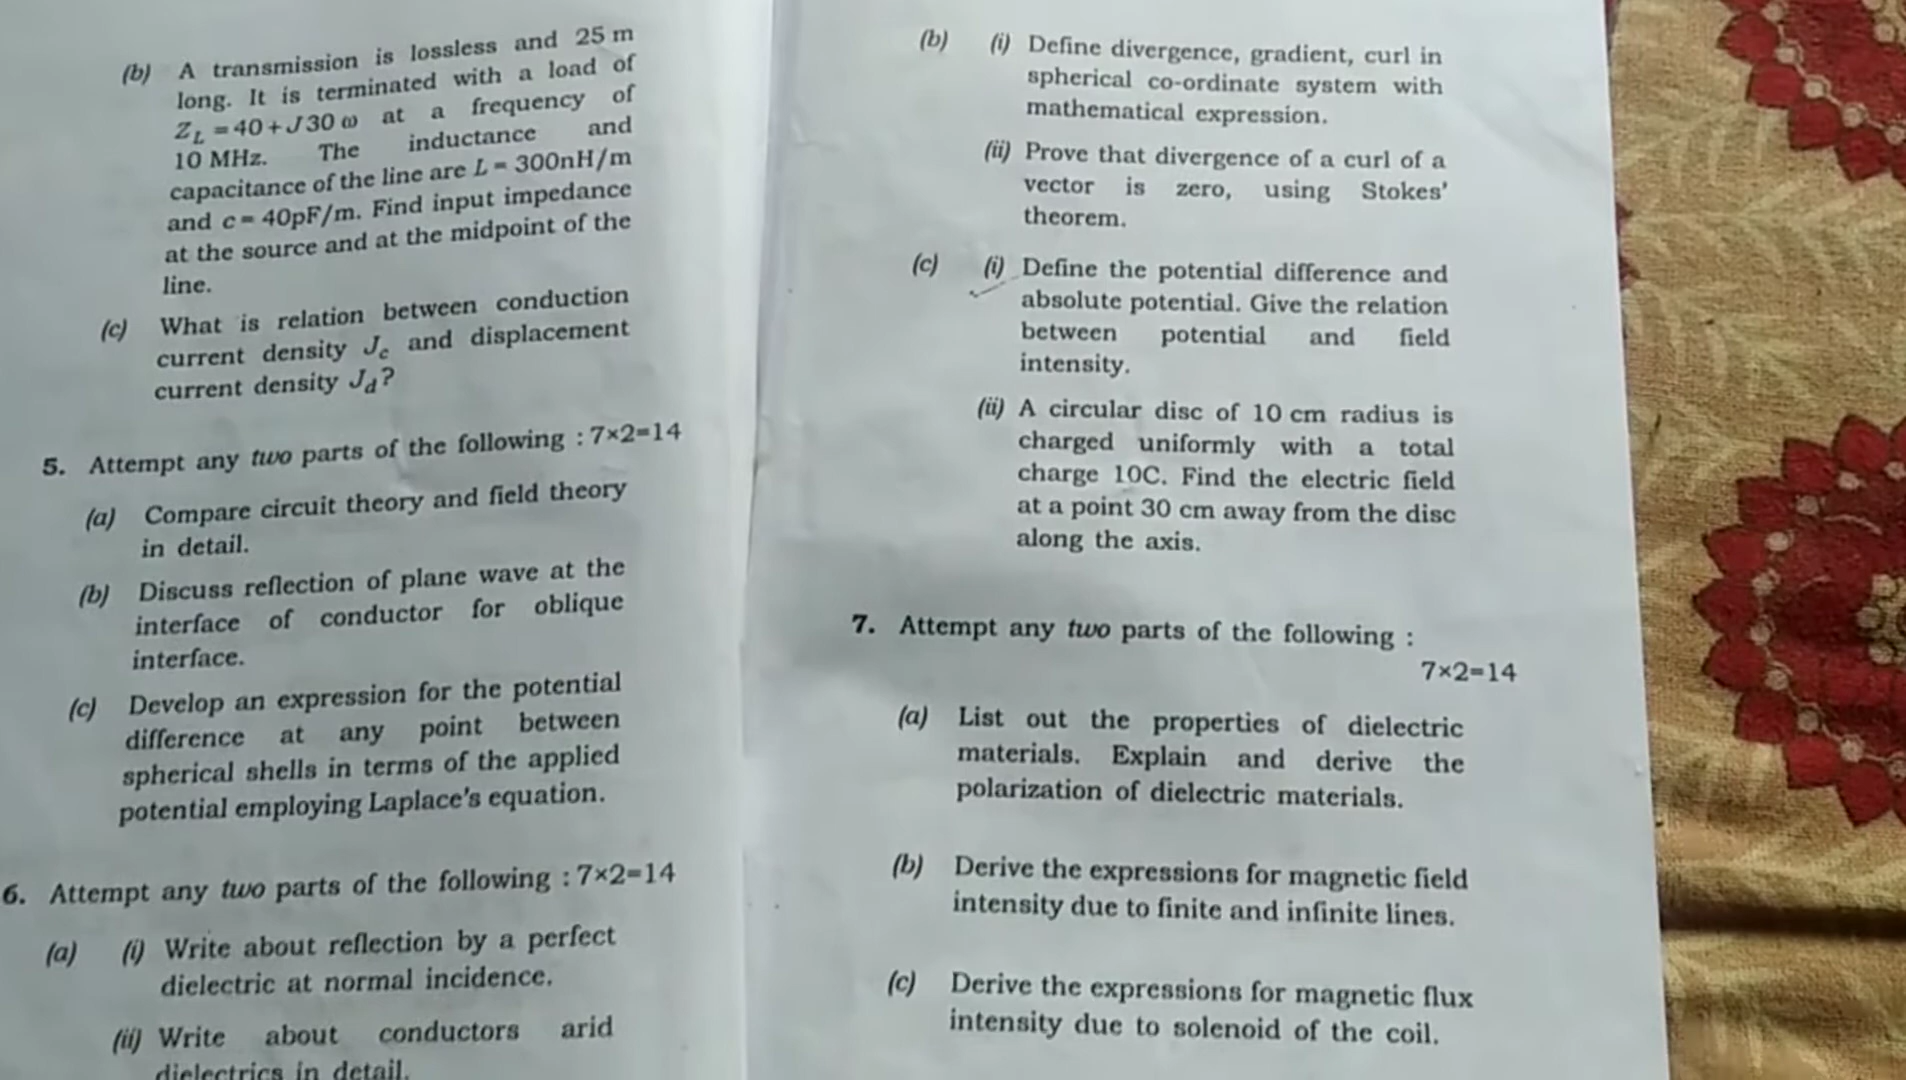 (b) A transmission is lossless and 25 m
long. It is terminated with a load of
Z_L = 40 + J 30 ω at a frequency of
10 MHz. The inductance and
capacitance of the line are L = 300nH/m
and c = 40pF/m. Find input impedance
at the source and at the midpoint of the
line.
(c) What is relation between conduction
current density J_c and displacement
current density J_d?
5. Attempt any two parts of the following : 7×2=14
(a) Compare circuit theory and field theory
in detail.
(b) Discuss reflection of plane wave at the
interface of conductor for oblique
interface.
(c) Develop an expression for the potential
difference at any point between
spherical shells in terms of the applied
potential employing Laplace's equation.
6. Attempt any two parts of the following : 7×2=14
(a) (i) Write about reflection by a perfect
dielectric at normal incidence.
(ii) Write about conductors arid
dielectrics in detail.
(b) (i) Define divergence, gradient, curl in
spherical co-ordinate system with
mathematical expression.
(ii) Prove that divergence of a curl of a
vector is zero, using Stokes'
theorem.
(c) (i) Define the potential difference and
absolute potential. Give the relation
between potential and field
intensity.
(ii) A circular disc of 10 cm radius is
charged uniformly with a total
charge 10C. Find the electric field
at a point 30 cm away from the disc
along the axis.
7. Attempt any two parts of the following :
7×2=14
(a) List out the properties of dielectric
materials. Explain and derive the
polarization of dielectric materials.
(b) Derive the expressions for magnetic field
intensity due to finite and infinite lines.
(c) Derive the expressions for magnetic flux
intensity due to solenoid of the coil.